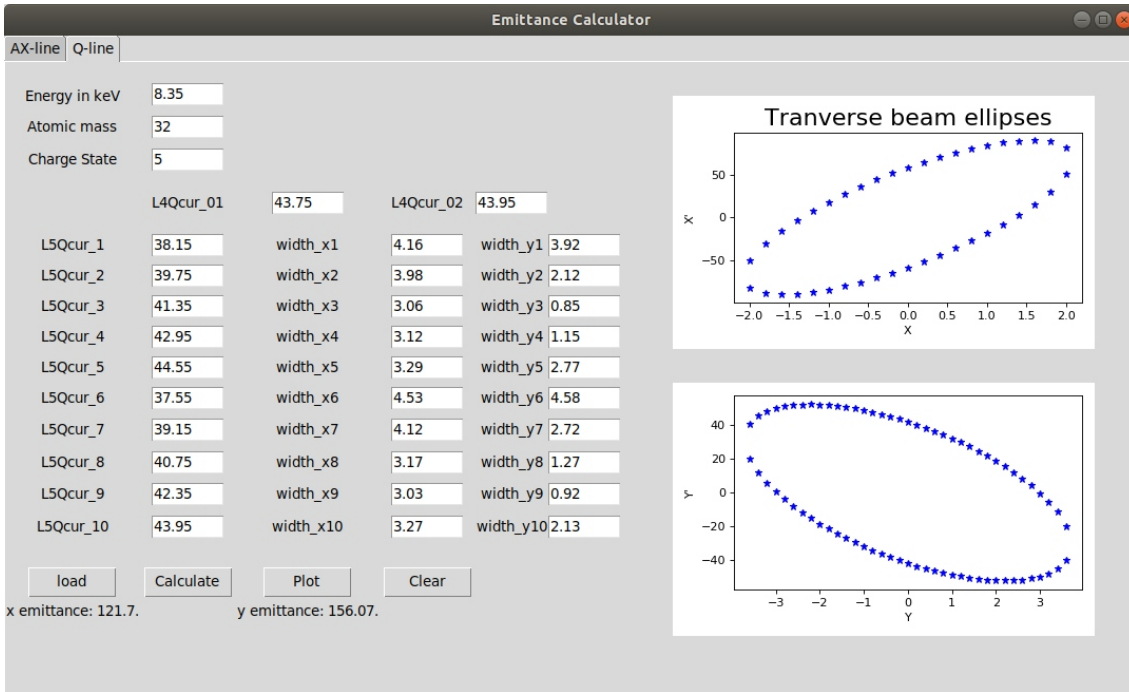 Emittance Calculator
AX-line Q-line
Energy in keV 8.35
Atomic mass 32
Charge State 5
L4Qcur_01 43.75 L4Qcur_02 43.95
L5Qcur_1 38.15 width_x1 4.16 width_y1 3.92
L5Qcur_2 39.75 width_x2 3.98 width_y2 2.12
L5Qcur_3 41.35 width_x3 3.06 width_y3 0.85
L5Qcur_4 42.95 width_x4 3.12 width_y4 1.15
L5Qcur_5 44.55 width_x5 3.29 width_y5 2.77
L5Qcur_6 37.55 width_x6 4.53 width_y6 4.58
L5Qcur_7 39.15 width_x7 4.12 width_y7 2.72
L5Qcur_8 40.75 width_x8 3.17 width_y8 1.27
L5Qcur_9 42.35 width_x9 3.03 width_y9 0.92
L5Qcur_10 43.95 width_x10 3.27 width_y10 2.13
load Calculate Plot Clear
x emittance: 121.7. y emittance: 156.07.
Tranverse beam ellipses
50
0
−50
X'
−2.0 −1.5 −1.0 −0.5 0.0 0.5 1.0 1.5 2.0
X
40
20
0
−20
−40
Y'
−3 −2 −1 0 1 2 3
Y